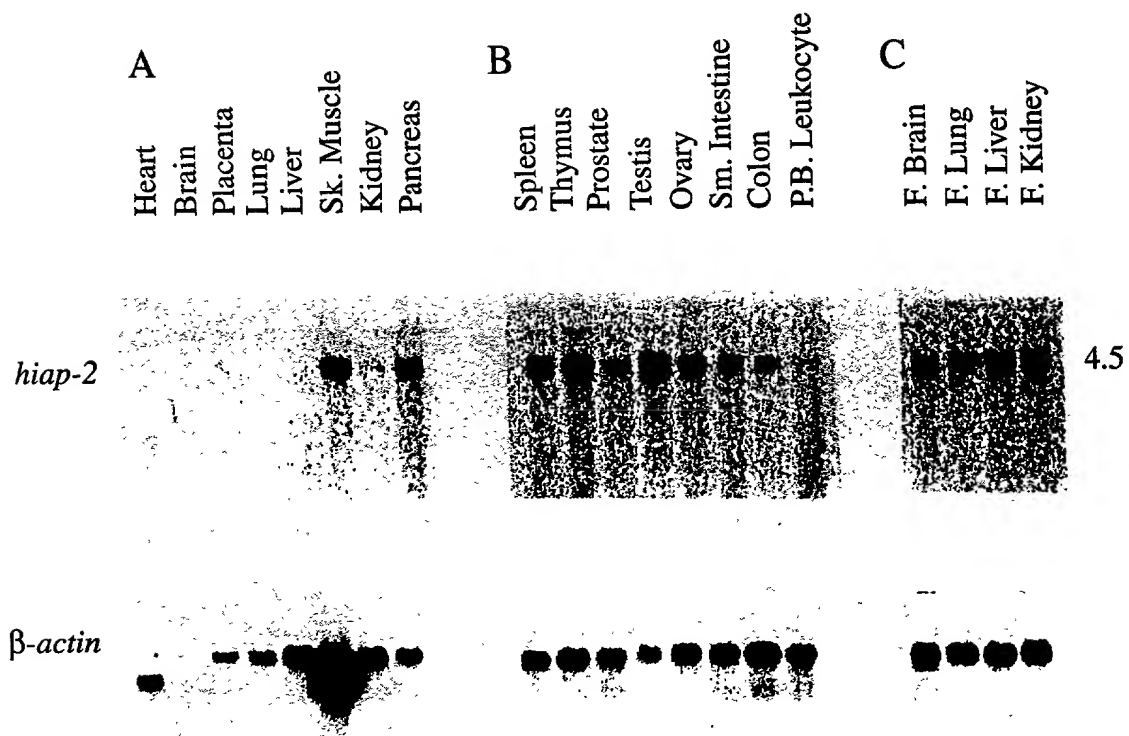 A
Heart
Brain
Placenta
Lung
Liver
Sk. Muscle
Kidney
Pancreas
B
Spleen
Thymus
Prostate
Testis
Ovary
Sm. Intestine
Colon
P.B. Leukocyte
C
F. Brain
F. Lung
F. Liver
F. Kidney
hiap-2
4.5
β-actin